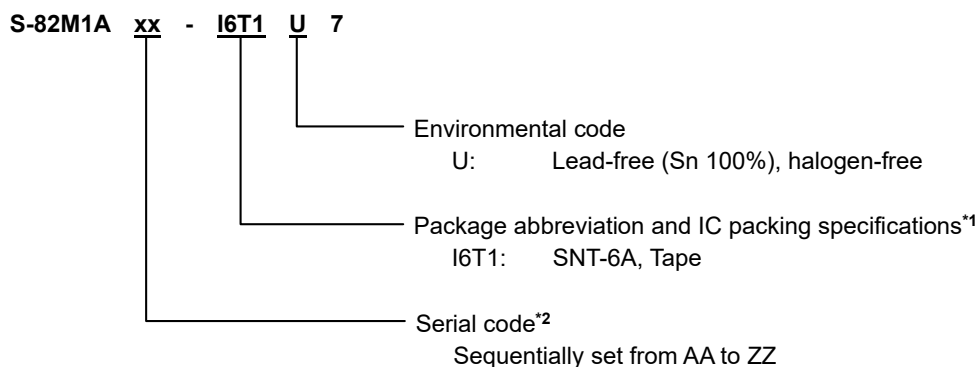 S-82M1A xx - I6T1 U 7
Environmental code
U: Lead-free (Sn 100%), halogen-free
Package abbreviation and IC packing specifications*1
I6T1: SNT-6A, Tape
Serial code*2
Sequentially set from AA to ZZ